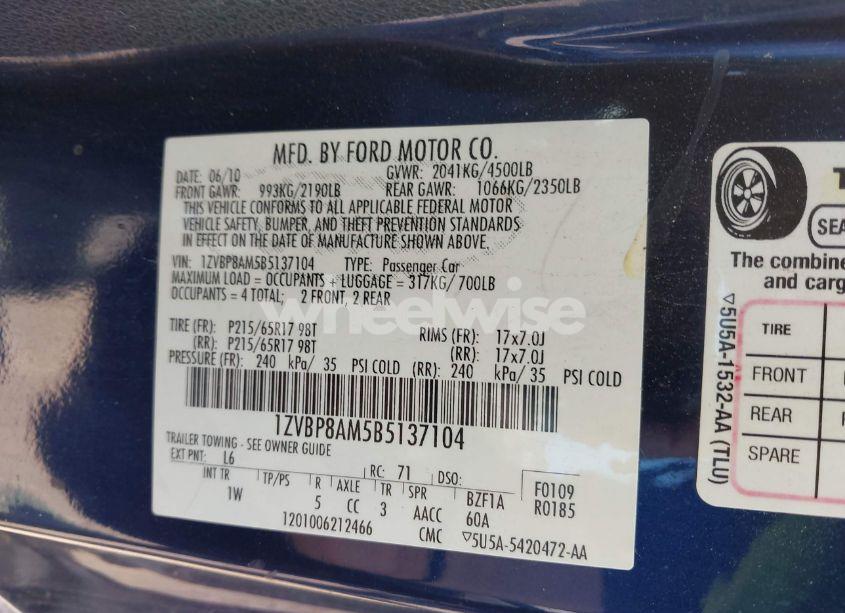 MFD. BY FORD MOTOR CO.
DATE: 06/10 GVWR: 2041KG/4500LB
FRONT GAWR: 993KG/2190LB REAR GAWR: 1066KG/2350LB
THIS VEHICLE CONFORMS TO ALL APPLICABLE FEDERAL MOTOR
VEHICLE SAFETY, BUMPER, AND THEFT PREVENTION STANDARDS
IN EFFECT ON THE DATE OF MANUFACTURE SHOWN ABOVE.
VIN: 1ZVBP8AM5B5137104 TYPE: Passenger Car
MAXIMUM LOAD = OCCUPANTS + LUGGAGE = 317KG/700LB
OCCUPANTS = 4 TOTAL; 2 FRONT, 2 REAR
wheelwise
TIRE (FR): P215/65R17 98T RIMS (FR): 17x7.0J
(RR): P215/65R17 98T (RR): 17x7.0J
PRESSURE (FR): 240 kPa/ 35 PSI COLD (RR): 240 kPa/ 35 PSI COLD
1ZVBP8AM5B5137104
TRAILER TOWING - SEE OWNER GUIDE
EXT PNT: L6 RC: 71 DSO:
INT TR TP/PS R AXLE TR SPR BZF1A F0109
1W 5 CC 3 AACC 60A R0185
1201006212466 CMC ▽5U5A-5420472-AA
T
SEA
The combine
and carg
TIRE
FRONT
REAR
SPARE
▽5U5A-1532-AA (TLU)